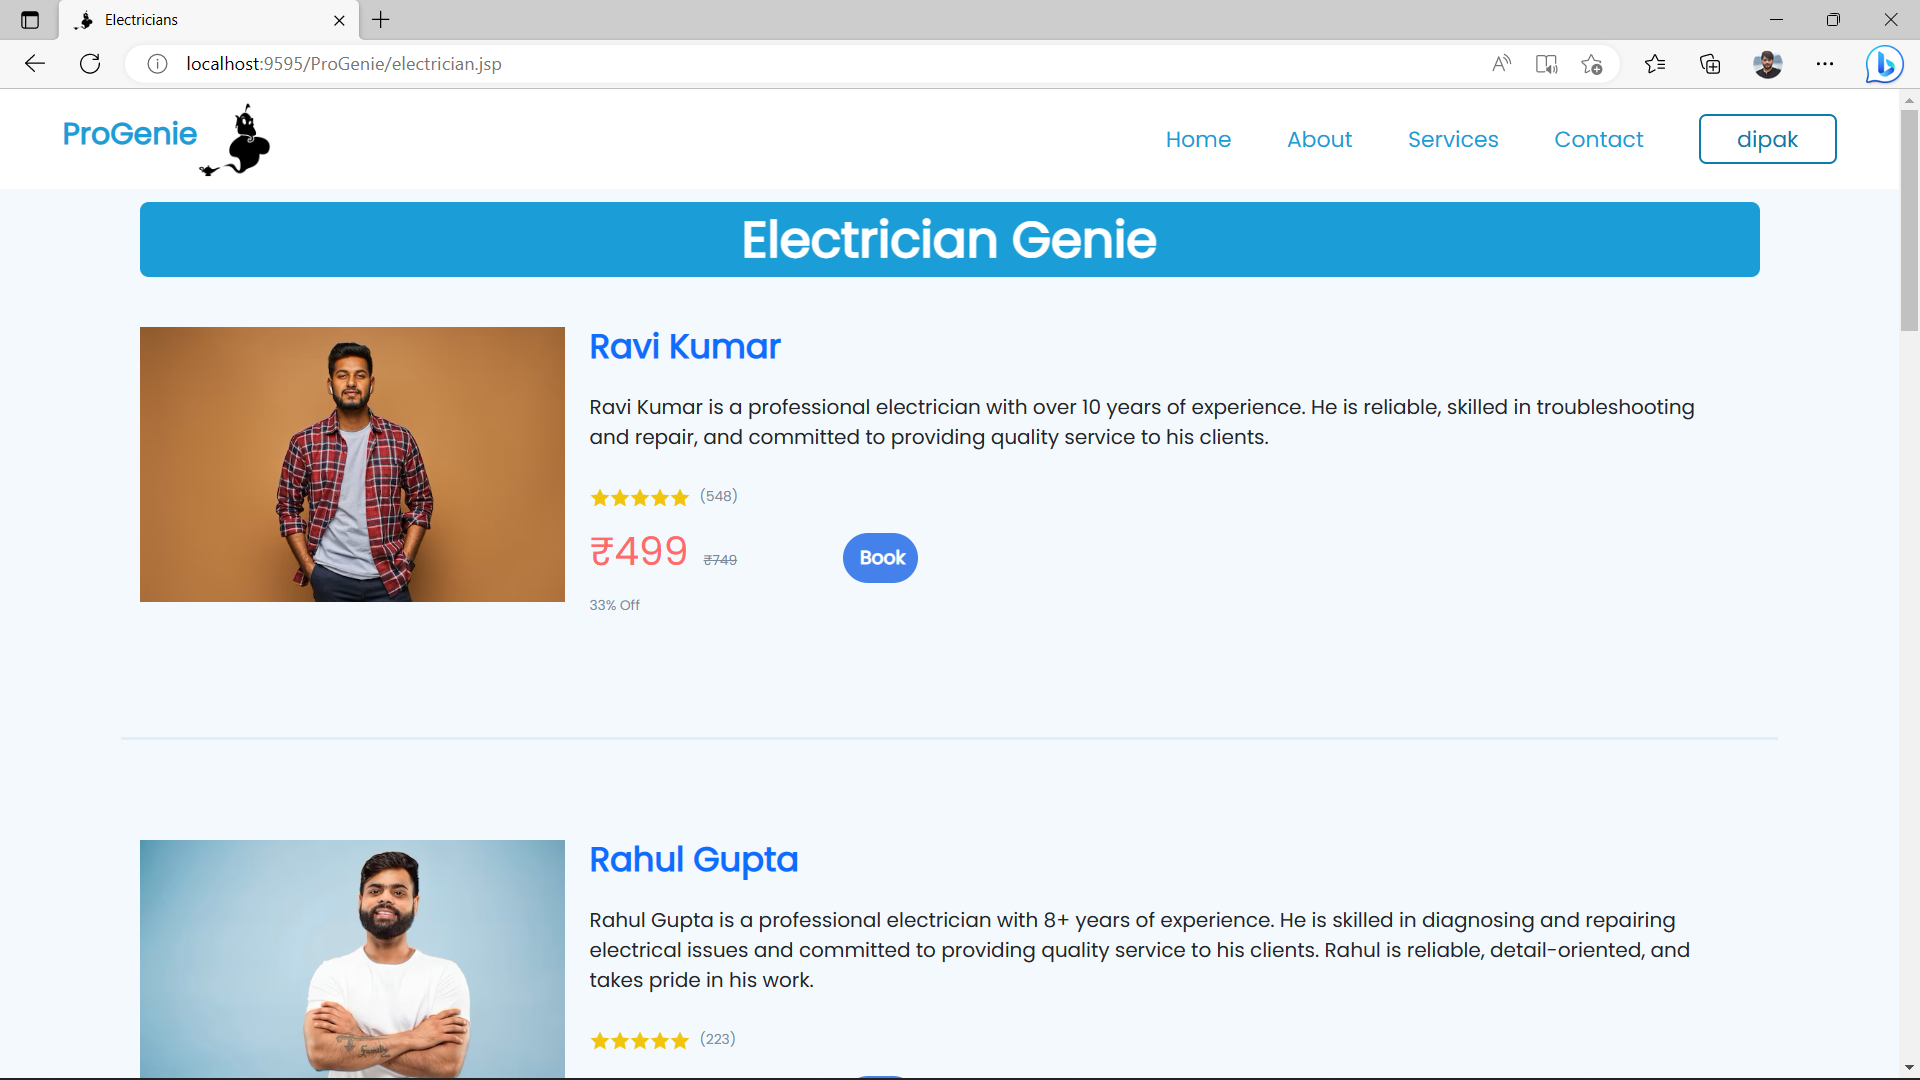 Electricians
localhost:9595/ProGenie/electrician.jsp
ProGenie
Home About Services Contact dipak
Electrician Genie
Ravi Kumar
Ravi Kumar is a professional electrician with over 10 years of experience. He is reliable, skilled in troubleshooting
and repair, and committed to providing quality service to his clients.
(548)
₹499 ₹749 Book
33% Off
Rahul Gupta
Rahul Gupta is a professional electrician with 8+ years of experience. He is skilled in diagnosing and repairing
electrical issues and committed to providing quality service to his clients. Rahul is reliable, detail-oriented, and
takes pride in his work.
(223)